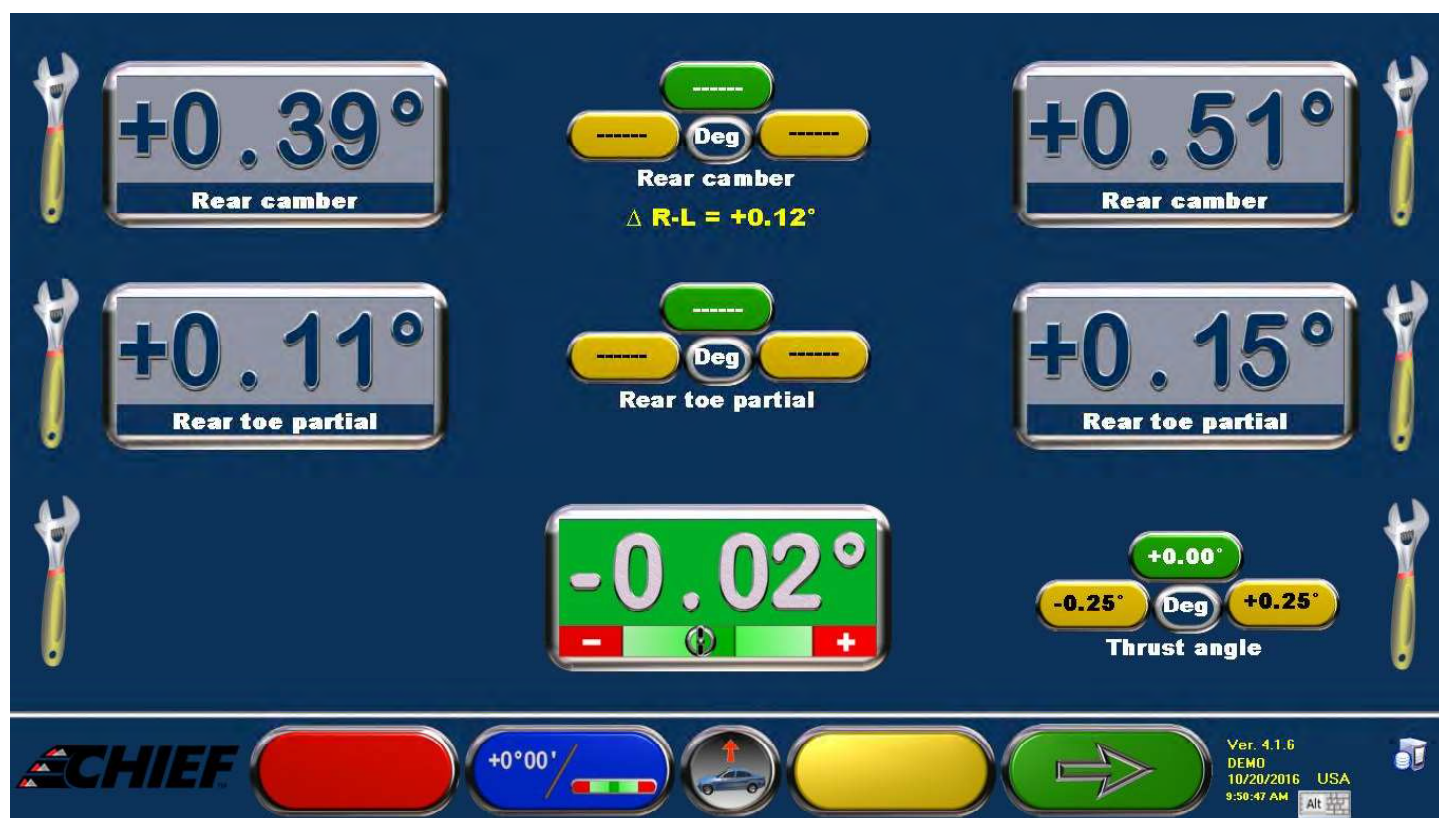 +0.39°
Rear camber
------
------ Deg ------
Rear camber
Δ R-L = +0.12°
+0.51°
Rear camber
+0.11°
Rear toe partial
------
------ Deg ------
Rear toe partial
+0.15°
Rear toe partial
-0.02°
- +
+0.00°
-0.25° Deg +0.25°
Thrust angle
CHIEF
+0°00'/
Ver. 4.1.6
DEMO
10/20/2016 USA
9:50:47 AM Alt